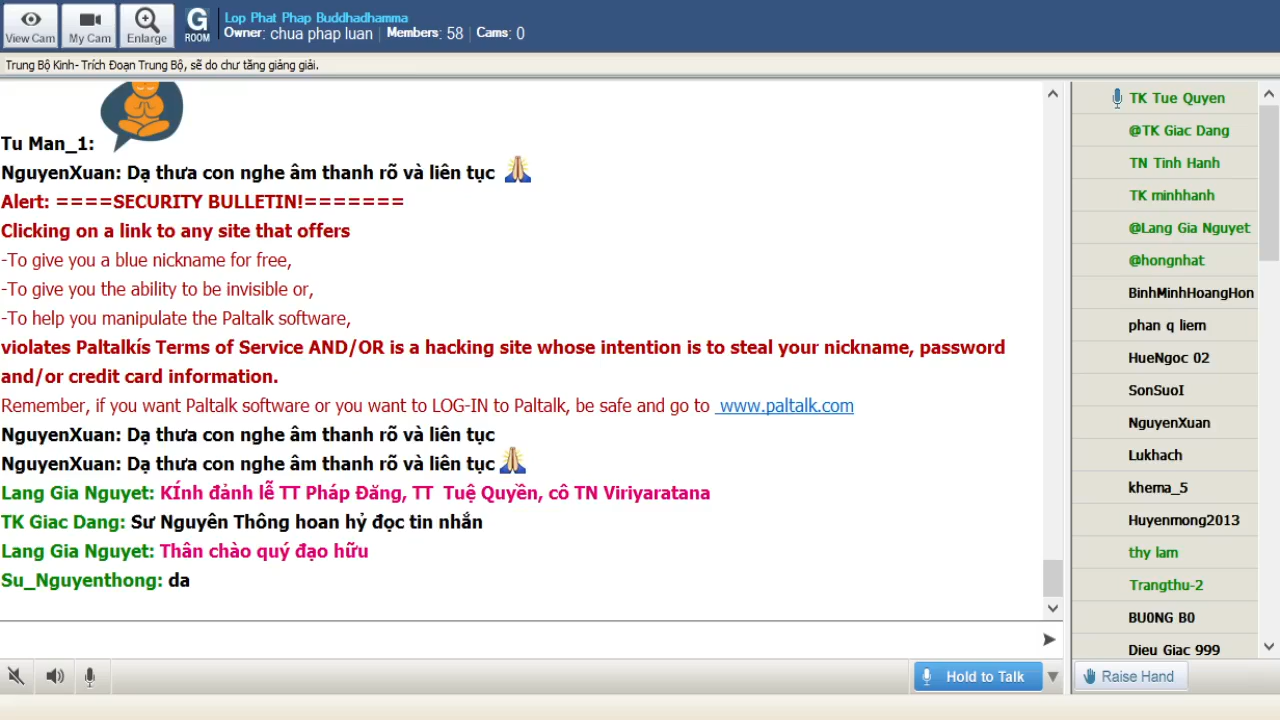 View Cam
My Cam
Enlarge
G
ROOM
Lop Phat Phap Buddhadhamma
Owner: chua phap luan | Members: 58 | Cams: 0
Trung Bộ Kinh- Trích Đoạn Trung Bộ, sẽ do chư tăng giảng giải.
Tu Man_1:
NguyenXuan: Dạ thưa con nghe âm thanh rõ và liên tục
Alert: ====SECURITY BULLETIN!=======
Clicking on a link to any site that offers
-To give you a blue nickname for free,
-To give you the ability to be invisible or,
-To help you manipulate the Paltalk software,
violates Paltalkís Terms of Service AND/OR is a hacking site whose intention is to steal your nickname, password
and/or credit card information.
Remember, if you want Paltalk software or you want to LOG-IN to Paltalk, be safe and go to www.paltalk.com
NguyenXuan: Dạ thưa con nghe âm thanh rõ và liên tục
NguyenXuan: Dạ thưa con nghe âm thanh rõ và liên tục
Lang Gia Nguyet: KÍnh đảnh lễ TT Pháp Đăng, TT  Tuệ Quyền, cô TN Viriyaratana
TK Giac Dang: Sư Nguyên Thông hoan hỷ đọc tin nhắn
Lang Gia Nguyet: Thân chào quý đạo hữu
Su_Nguyenthong: da
Hold to Talk
TK Tue Quyen
@TK Giac Dang
TN Tinh Hanh
TK minhhanh
@Lang Gia Nguyet
@hongnhat
BinhMinhHoangHon
phan q liem
HueNgoc 02
SonSuoI
NguyenXuan
Lukhach
khema_5
Huyenmong2013
thy lam
Trangthu-2
BU0NG B0
Dieu Giac 999
Raise Hand